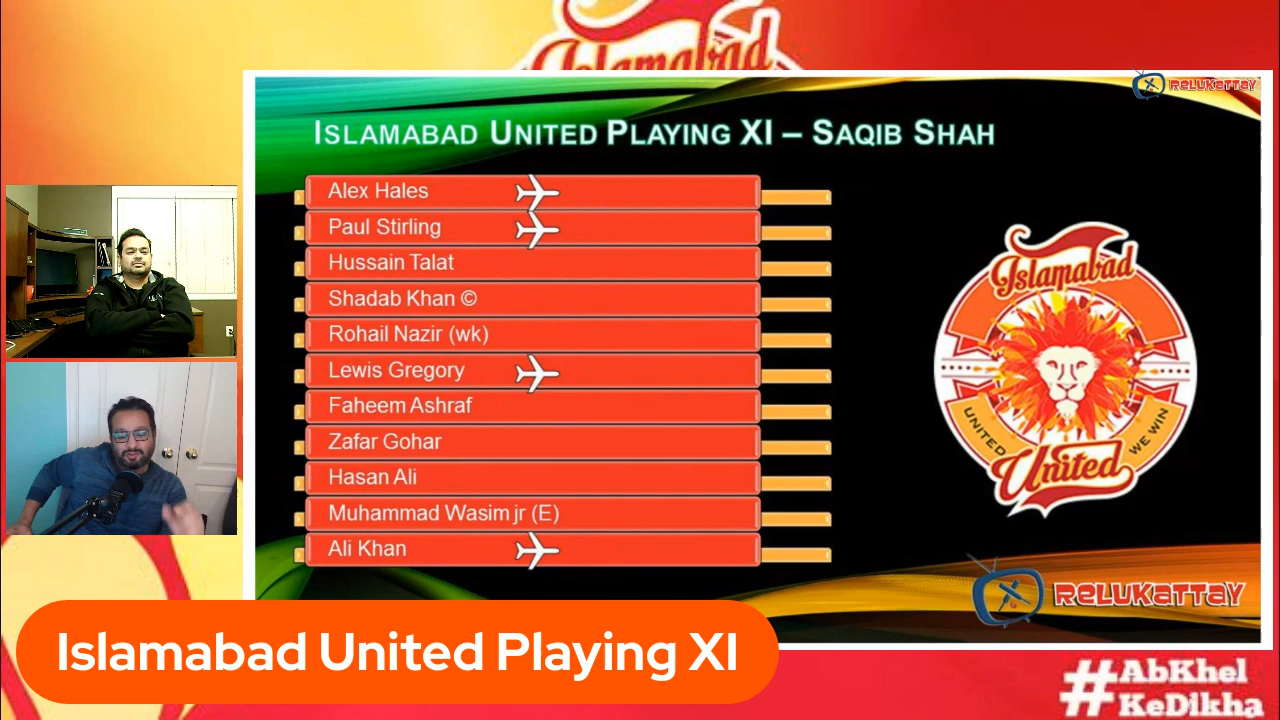 Islamabad
RELUKATTAY
ISLAMABAD UNITED PLAYING XI – SAQIB SHAH
Alex Hales
Paul Stirling
Hussain Talat
Shadab Khan ©
Rohail Nazir (wk)
Lewis Gregory
Faheem Ashraf
Zafar Gohar
Hasan Ali
Muhammad Wasim jr (E)
Ali Khan
Islamabad
UNITED
WE WIN
United
RELUKATTAY
Islamabad United Playing XI
#AbKhel
KeDikha